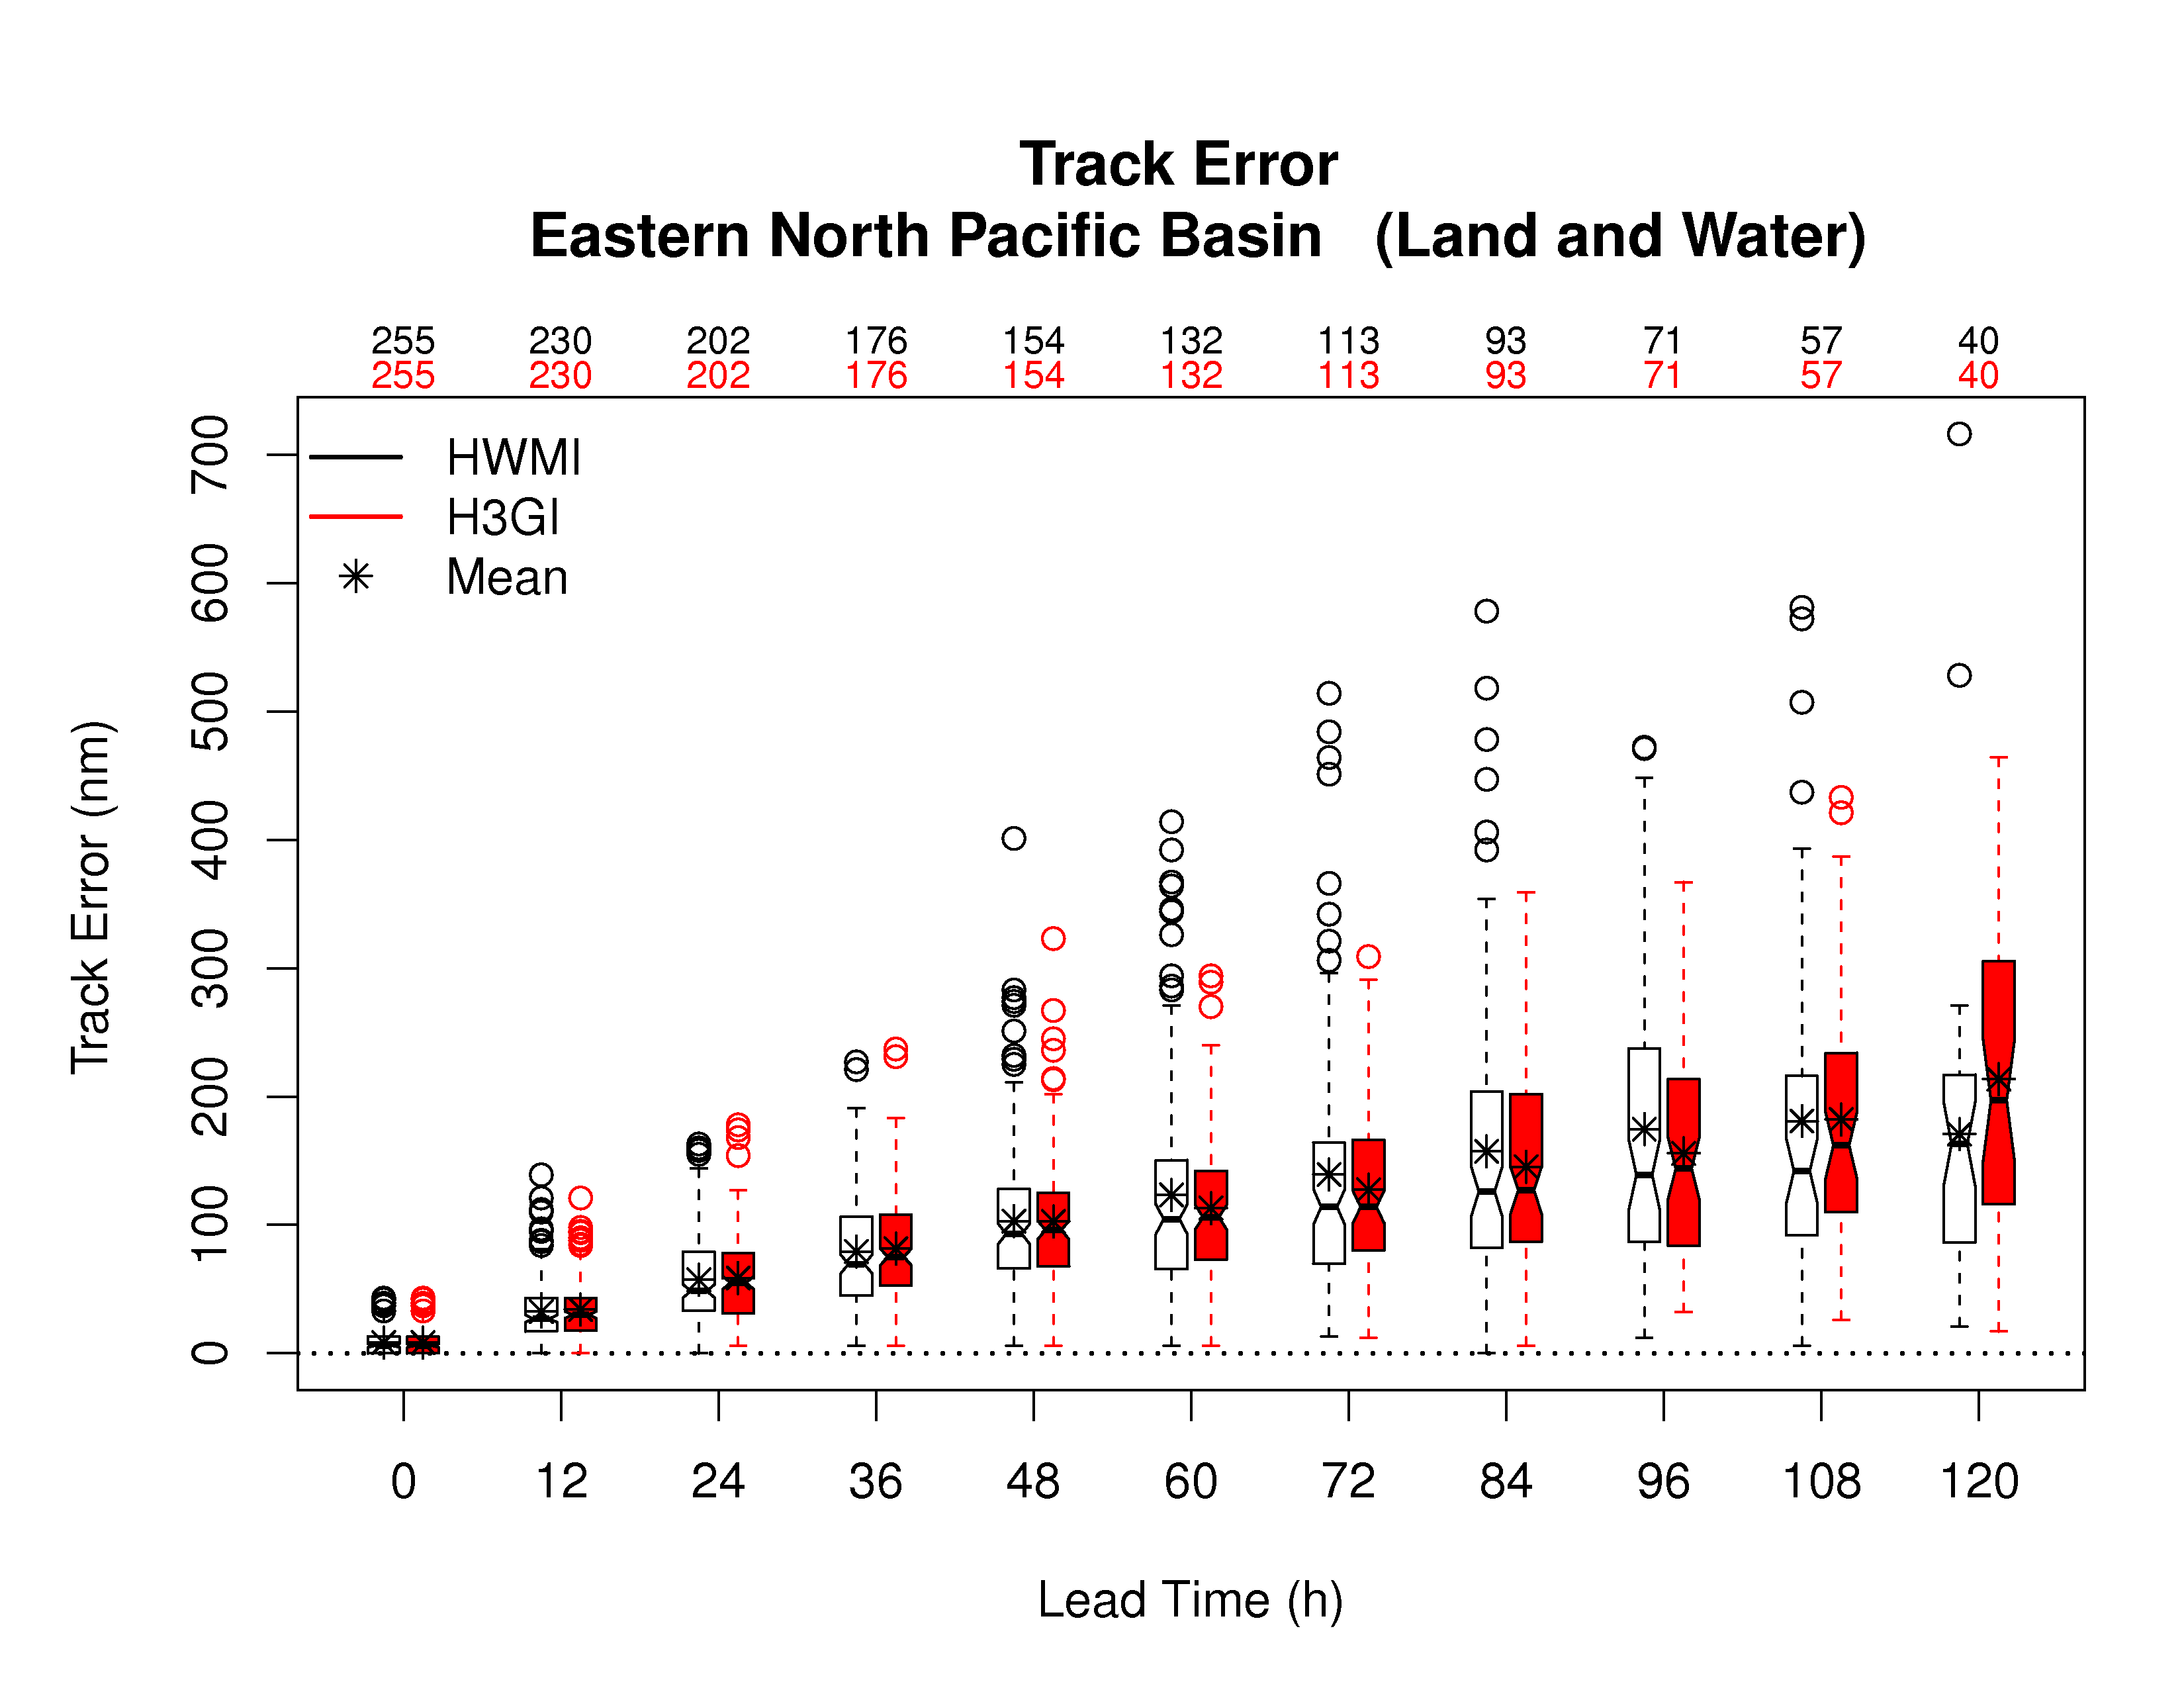 Track Error
Eastern North Pacific Basin (Land and Water)
255 230 202 176 154 132 113 93 71 57 40
255 230 202 176 154 132 113 93 71 57 40
HWMI
H3GI
Mean
Track Error (nm)
700
600
500
400
300
200
100
0
0 12 24 36 48 60 72 84 96 108 120
Lead Time (h)